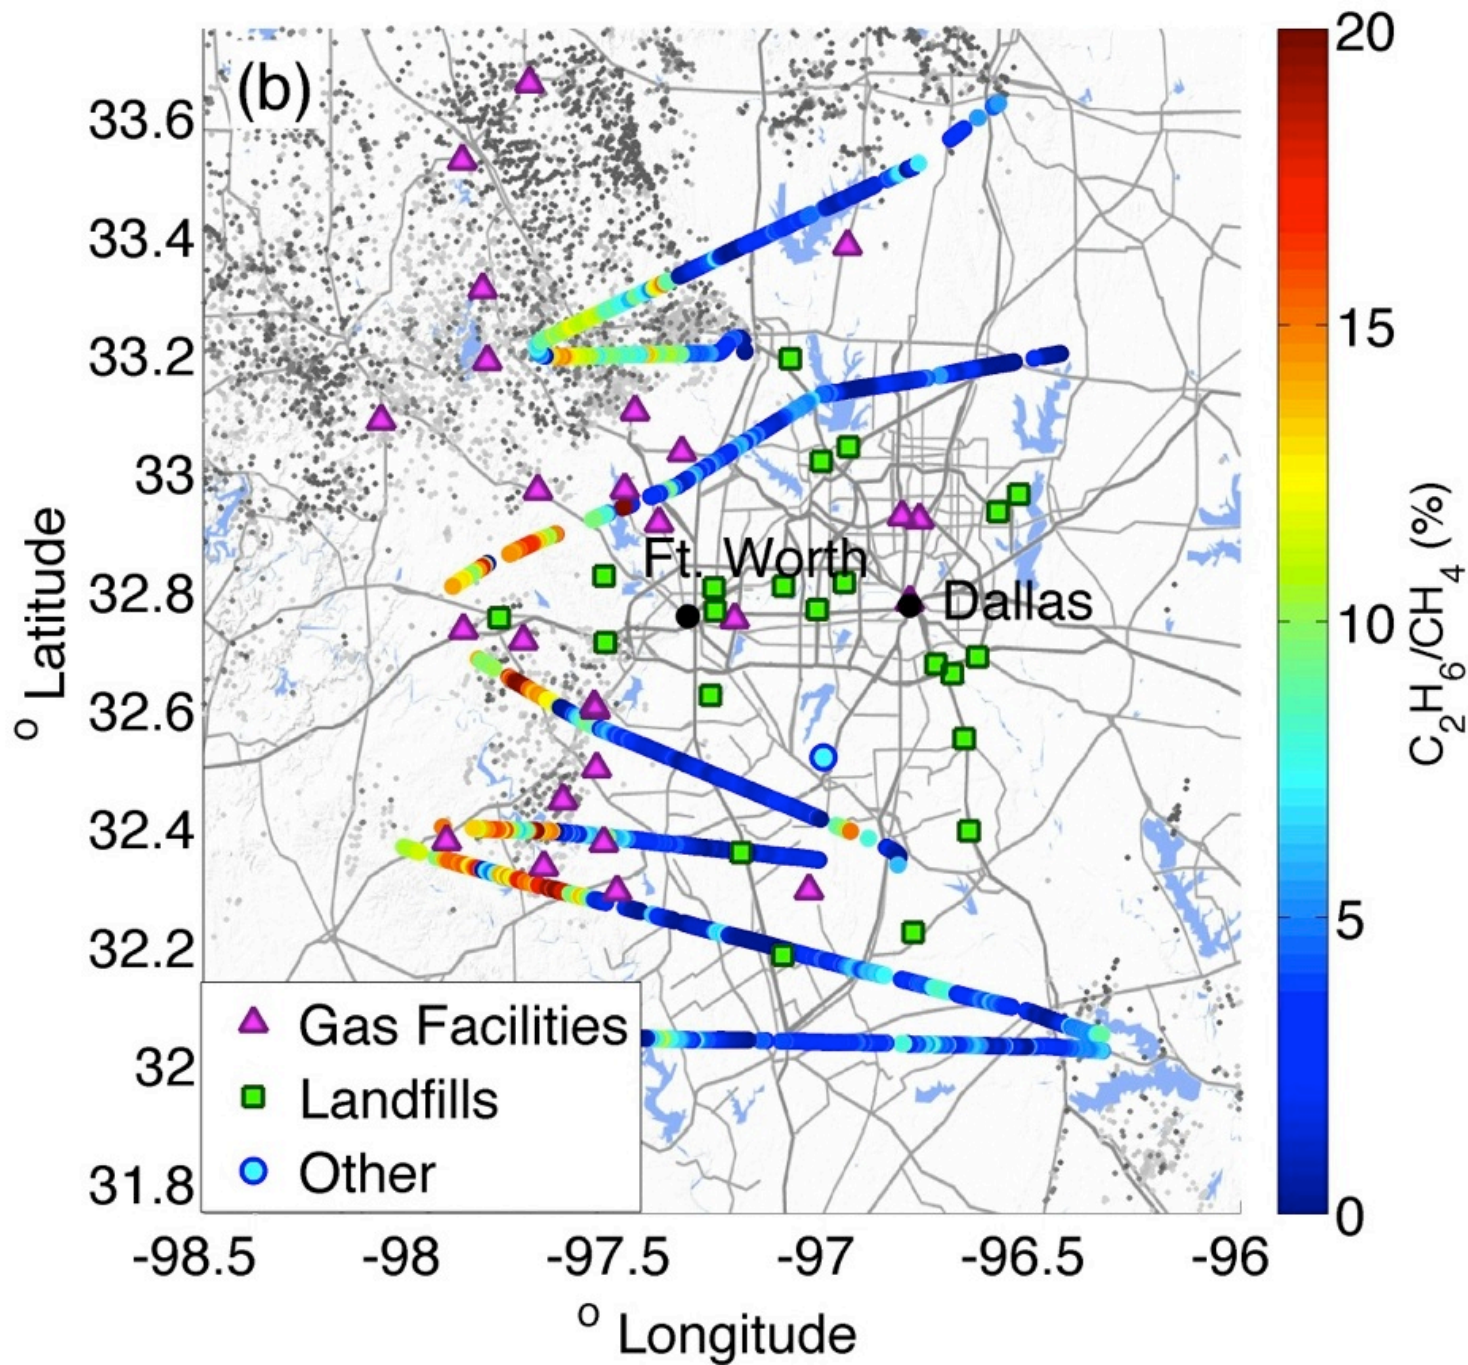 (b)
33.6
33.4
33.2
33
32.8
32.6
32.4
32.2
32
31.8
° Latitude
Ft. Worth
Dallas
Gas Facilities
Landfills
Other
-98.5
-98
-97.5
-97
-96.5
-96
° Longitude
20
15
10
5
0
C₂H₆/CH₄ (%)